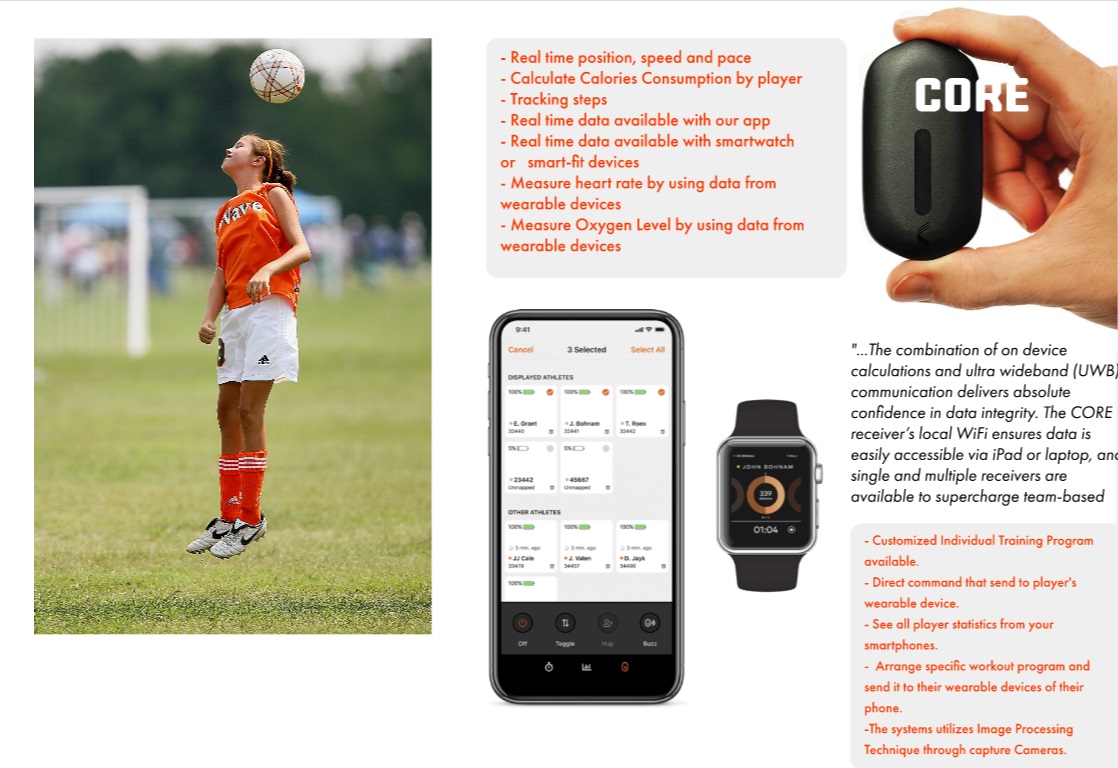 Wave
- Real time position, speed and pace
- Calculate Calories Consumption by player
- Tracking steps
- Real time data available with our app
- Real time data available with smartwatch
or smart-fit devices
- Measure heart rate by using data from
wearable devices
- Measure Oxygen Level by using data from
wearable devices
CORE
9:41
Cancel 3 Selected Select All
DISPLAYED ATHLETES
100% 100% 100%
E. Grant J. Bohnam T. Roex
32440 32441 32442
5% 5%
23442 45667
Unmapped Unmapped
OTHER ATHLETES
100% 100% 100%
3 min. ago 3 min. ago 3 min. ago
JJ Cale J. Valen D. Jayk
33478 34457 34490
100%
Off Toggle Map Buzz
JOHN BOHNAM
339
01:04
"...The combination of on device
calculations and ultra wideband (UWB)
communication delivers absolute
confidence in data integrity. The CORE
receiver's local WiFi ensures data is
easily accessible via iPad or laptop, and
single and multiple receivers are
available to supercharge team-based
- Customized Individual Training Program
available.
- Direct command that send to player's
wearable device.
- See all player statistics from your
smartphones.
- Arrange specific workout program and
send it to their wearable devices of their
phone.
-The systems utilizes Image Processing
Technique through capture Cameras.